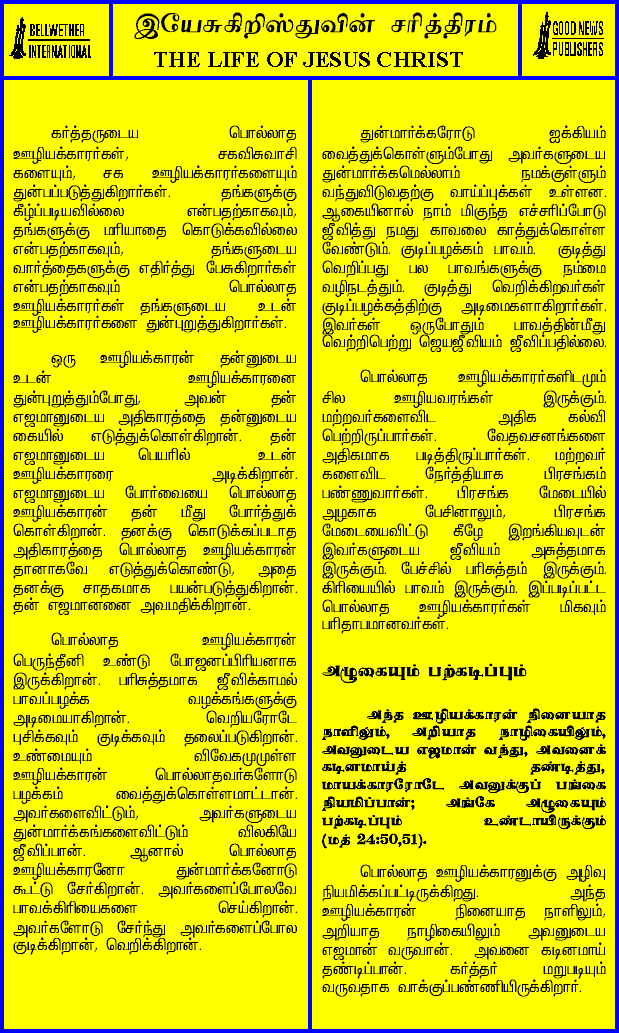 BELLWETHER
INTERNATIONAL
இயேசுகிறிஸ்துவின் சரித்திரம்
THE LIFE OF JESUS CHRIST
GOOD NEWS
PUBLISHERS
கர்த்தருடைய பொல்லாத
ஊழியக்காரர்கள், சகவிசுவாசி
களையும், சக ஊழியக்காரர்களையும்
துன்பப்படுத்துகிறார்கள். தங்களுக்கு
கீழ்ப்படியவில்லை என்பதற்காகவும்,
தங்களுக்கு மரியாதை கொடுக்கவில்லை
என்பதற்காகவும், தங்களுடைய
வார்த்தைகளுக்கு எதிர்த்து பேசுகிறார்கள்
என்பதற்காகவும் பொல்லாத
ஊழியக்காரர்கள் தங்களுடைய உடன்
ஊழியக்காரர்களை துன்புறுத்துகிறார்கள்.
ஒரு ஊழியக்காரன் தன்னுடைய
உடன் ஊழியக்காரனை
துன்புறுத்தும்போது, அவன் தன்
எஜமானுடைய அதிகாரத்தை தன்னுடைய
கையில் எடுத்துக்கொள்கிறான். தன்
எஜமானுடைய பெயரில் உடன்
ஊழியக்காரரை அடிக்கிறான்.
எஜமானுடைய போர்வையை பொல்லாத
ஊழியக்காரன் தன் மீது போர்த்துக்
கொள்கிறான். தனக்கு கொடுக்கப்படாத
அதிகாரத்தை பொல்லாத ஊழியக்காரன்
தானாகவே எடுத்துக்கொண்டு, அதை
தனக்கு சாதகமாக பயன்படுத்துகிறான்.
தன் எஜமானனை அவமதிக்கிறான்.
பொல்லாத ஊழியக்காரன்
பெருந்தீனி உண்டு போஜனப்பிரியனாக
இருக்கிறான். பரிசுத்தமாக ஜீவிக்காமல்
பாவப்பழக்க வழக்கங்களுக்கு
அடிமையாகிறான். வெறியரோடே
புசிக்கவும் குடிக்கவும் தலைப்படுகிறான்.
உண்மையும் விவேகமுமுள்ள
ஊழியக்காரன் பொல்லாதவர்களோடு
பழக்கம் வைத்துக்கொள்ளமாட்டான்.
அவர்களைவிட்டும், அவர்களுடைய
துன்மார்க்கங்களைவிட்டும் விலகியே
ஜீவிப்பான். ஆனால் பொல்லாத
ஊழியக்காரனோ துன்மார்க்கனோடு
கூட்டு சேர்கிறான். அவர்களைப்போலவே
பாவக்கிரியைகளை செய்கிறான்.
அவர்களோடு சேர்ந்து அவர்களைப்போல
குடிக்கிறான், வெறிக்கிறான்.
துன்மார்க்கரோடு ஐக்கியம்
வைத்துக்கொள்ளும்போது அவர்களுடைய
துன்மார்க்கமெல்லாம் நமக்குள்ளும்
வந்துவிடுவதற்கு வாய்ப்புக்கள் உள்ளன.
ஆகையினால் நாம் மிகுந்த எச்சரிப்போடு
ஜீவித்து நமது காவலை காத்துக்கொள்ள
வேண்டும். குடிப்பழக்கம் பாவம். குடித்து
வெறிப்பது பல பாவங்களுக்கு நம்மை
வழிநடத்தும். குடித்து வெறிக்கிறவர்கள்
குடிப்பழக்கத்திற்கு அடிமைகளாகிறார்கள்.
இவர்கள் ஒருபோதும் பாவத்தின்மீது
வெற்றிபெற்று ஜெயஜீவியம் ஜீவிப்பதில்லை.
பொல்லாத ஊழியக்காரர்களிடமும்
சில ஊழியவரங்கள் இருக்கும்.
மற்றவர்களைவிட அதிக கல்வி
பெற்றிருப்பார்கள். வேதவசனங்களை
அதிகமாக படித்திருப்பார்கள். மற்றவர்
களைவிட நேர்த்தியாக பிரசங்கம்
பண்ணுவார்கள். பிரசங்க மேடையில்
அழகாக பேசினாலும், பிரசங்க
மேடையைவிட்டு கீழே இறங்கியவுடன்
இவர்களுடைய ஜீவியம் அசுத்தமாக
இருக்கும். பேச்சில் பரிசுத்தம் இருக்கும்.
கிரியையில் பாவம் இருக்கும். இப்படிப்பட்ட
பொல்லாத ஊழியக்காரர்கள் மிகவும்
பரிதாபமானவர்கள்.
அழுகையும் பற்கடிப்பும்
அந்த ஊழியக்காரன் நினையாத
நாளிலும், அறியாத நாழிகையிலும்,
அவனுடைய எஜமான் வந்து, அவனைக்
கடினமாய்த் தண்டித்து,
மாயக்காரரோடே அவனுக்குப் பங்கை
நியமிப்பான்; அங்கே அழுகையும்
பற்கடிப்பும் உண்டாயிருக்கும்
(மத் 24:50,51).
பொல்லாத ஊழியக்காரனுக்கு அழிவு
நியமிக்கப்பட்டிருக்கிறது. அந்த
ஊழியக்காரன் நினையாத நாளிலும்,
அறியாத நாழிகையிலும் அவனுடைய
எஜமான் வருவான். அவனை கடினமாய்
தண்டிப்பான். கர்த்தர் மறுபடியும்
வருவதாக வாக்குப்பண்ணியிருக்கிறார்.